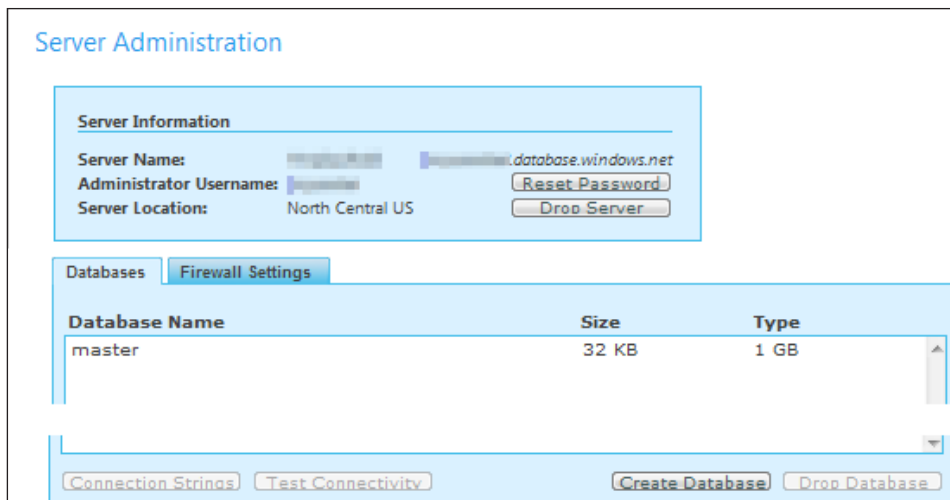 Server Administration
Server Information
Server Name: .database.windows.net
Administrator Username: Reset Password
Server Location: North Central US Drop Server
Databases Firewall Settings
Database Name Size Type
master 32 KB 1 GB
Connection Strings Test Connectivity Create Database Drop Database